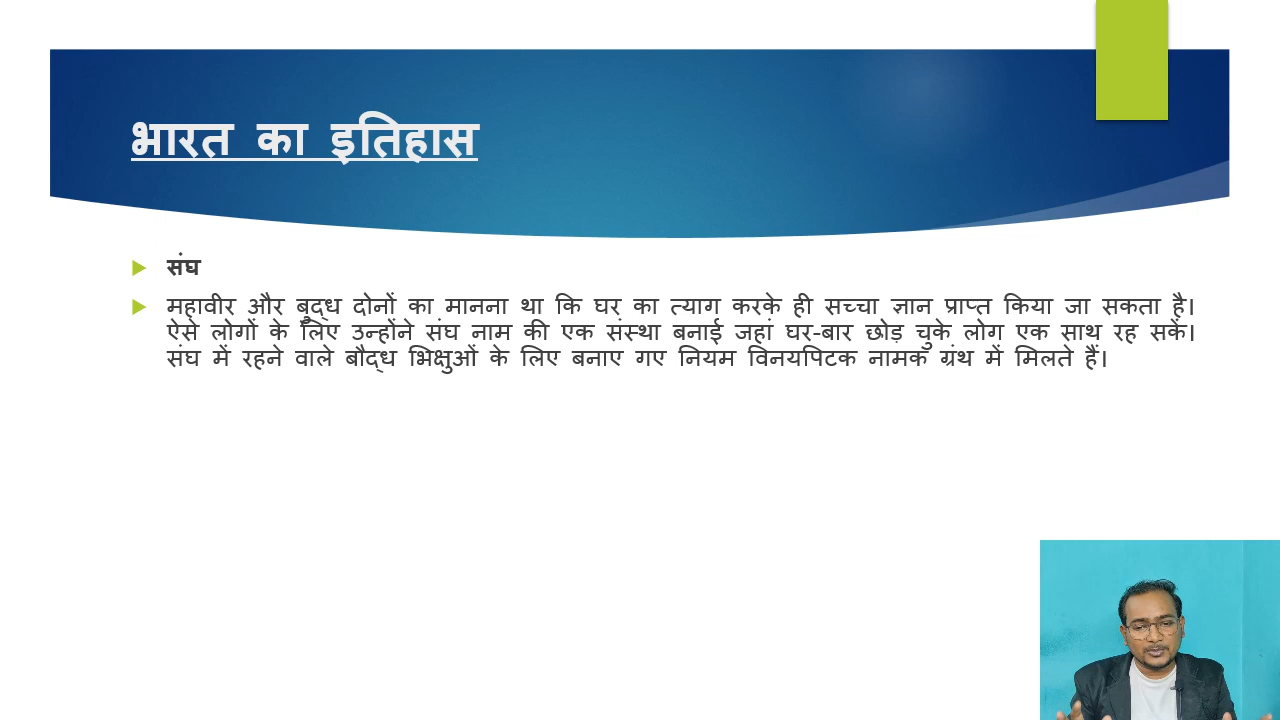 भारत का इतिहास
संघ
महावीर और बुद्ध दोनों का मानना था कि घर का त्याग करके ही सच्चा ज्ञान प्राप्त किया जा सकता है।
ऐसे लोगों के लिए उन्होंने संघ नाम की एक संस्था बनाई जहां घर-बार छोड़ चुके लोग एक साथ रह सकें।
संघ में रहने वाले बौद्ध भिक्षुओं के लिए बनाए गए नियम विनयपिटक नामक ग्रंथ में मिलते हैं।